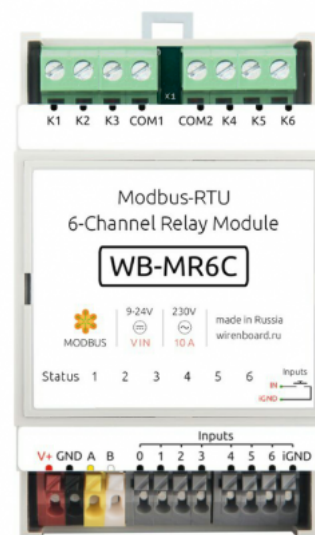 K1 K2 K3 COM1 COM2 K4 K5 K6
K1
Modbus-RTU
6-Channel Relay Module
WB-MR6C
MODBUS
9-24V
V IN
230V
10 A
made in Russia
wirenboard.ru
Status 1 2 3 4 5 6
Inputs
IN
iGND
Inputs
V+ GND A B 0 1 2 3 4 5 6 iGND